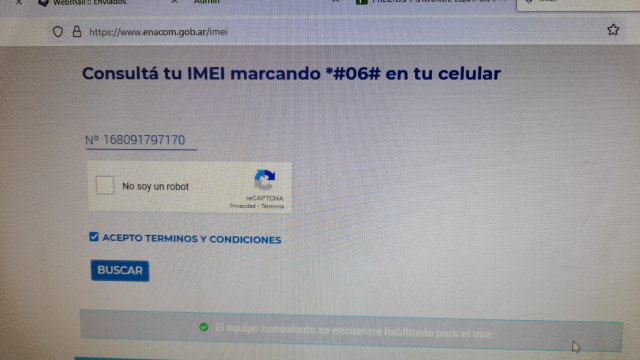 Webmail :: Enviados
Admin
https://www.enacom.gob.ar/imei
Consultá tu IMEI marcando *#06# en tu celular
Nº 168091797170
No soy un robot
reCAPTCHA
Privacidad - Términos
ACEPTO TERMINOS Y CONDICIONES
BUSCAR
El equipo consultado se encuentra habilitado para el uso.